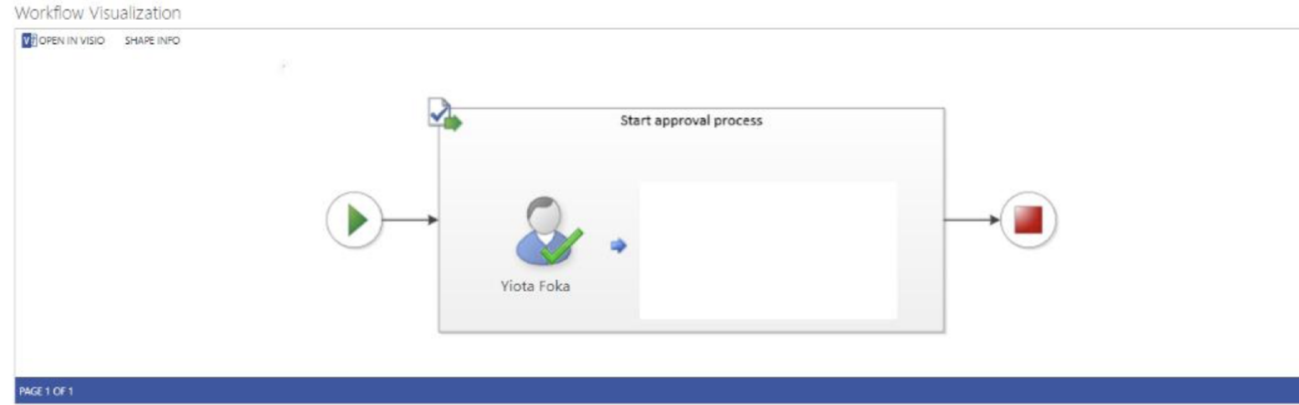 Workflow Visualization
OPEN IN VISIO SHAPE INFO
Start approval process
Yiota Foka
PAGE 1 OF 1